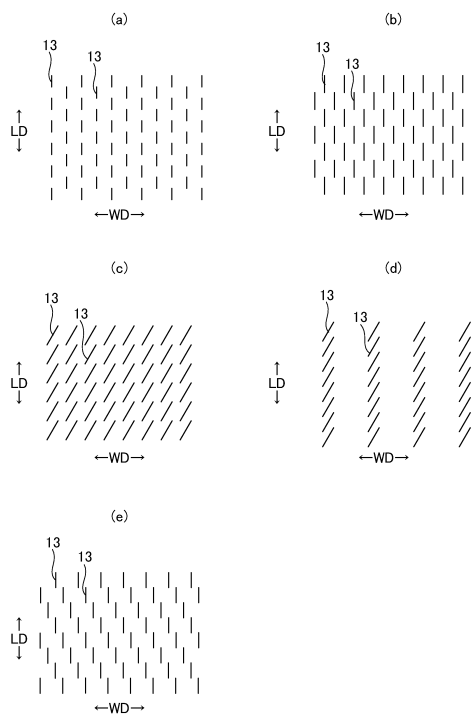 (a)
13
13
↑
LD
↓
←WD→
(b)
13
13
↑
LD
↓
←WD→
(c)
13
13
↑
LD
↓
←WD→
(d)
13
13
↑
LD
↓
←WD→
(e)
13
13
↑
LD
↓
←WD→